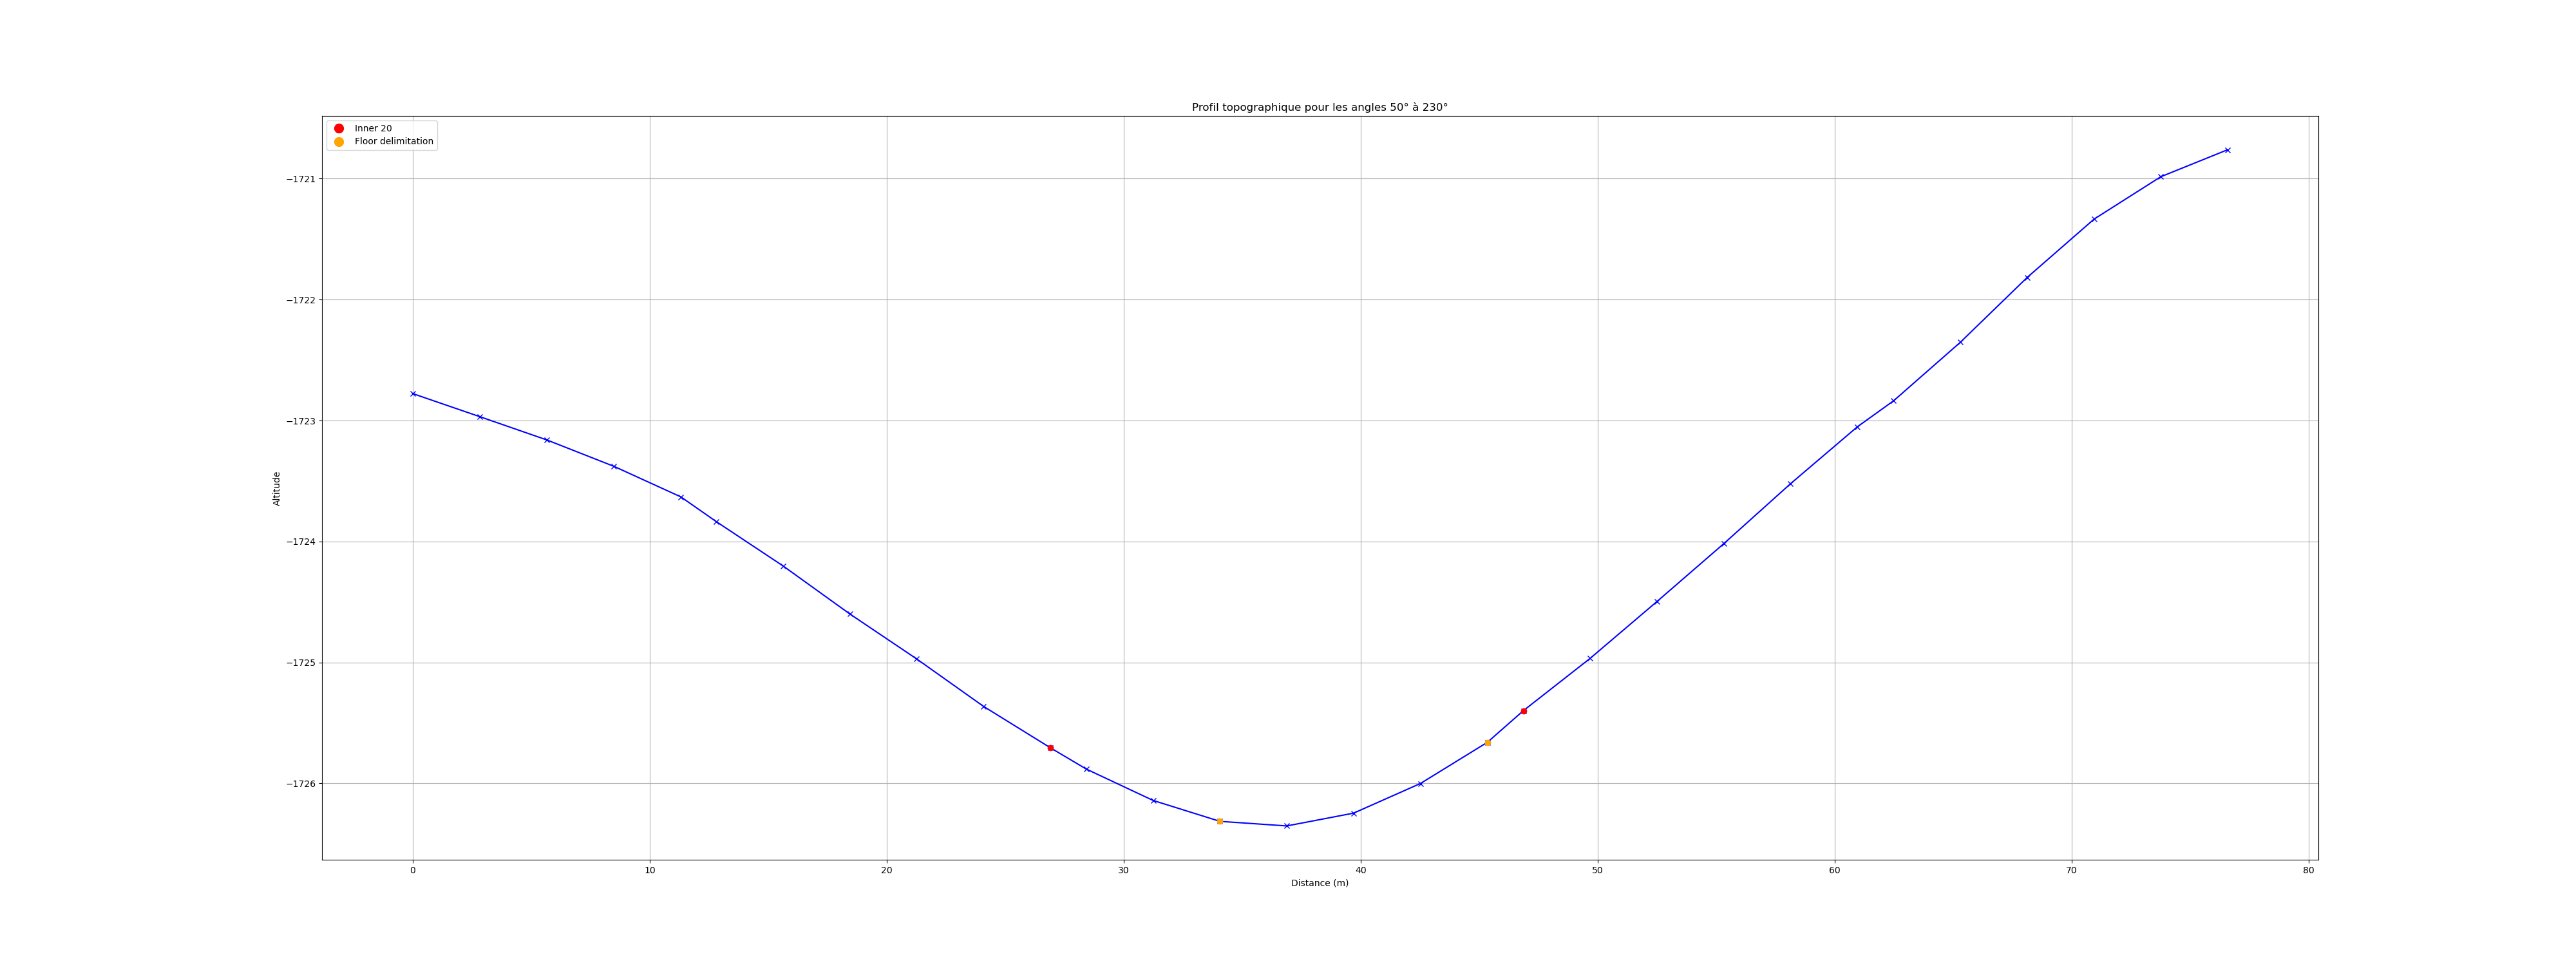 Profil topographique pour les angles 50° à 230°
Inner 20
Floor delimitation
−1721
−1722
−1723
−1724
−1725
−1726
Altitude
0 10 20 30 40 50 60 70 80
Distance (m)